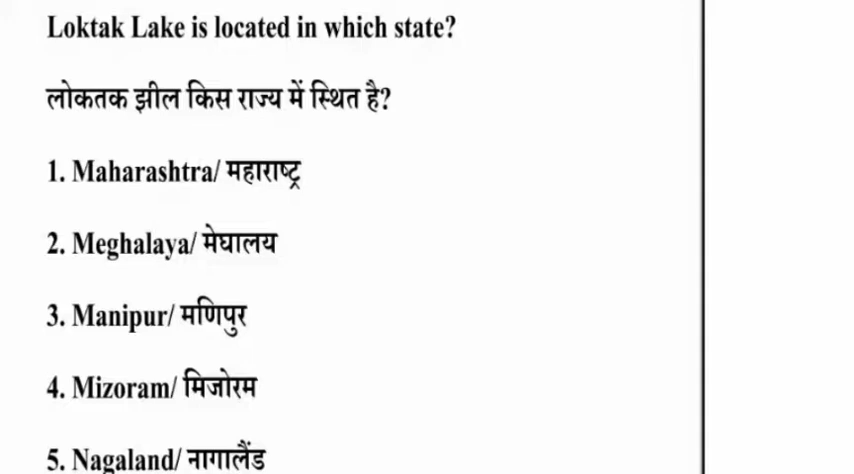 Loktak Lake is located in which state?
लोकतक झील किस राज्य में स्थित है?
1. Maharashtra/ महाराष्ट्र
2. Meghalaya/ मेघालय
3. Manipur/ मणिपुर
4. Mizoram/ मिजोरम
5. Nagaland/ नागालैंड